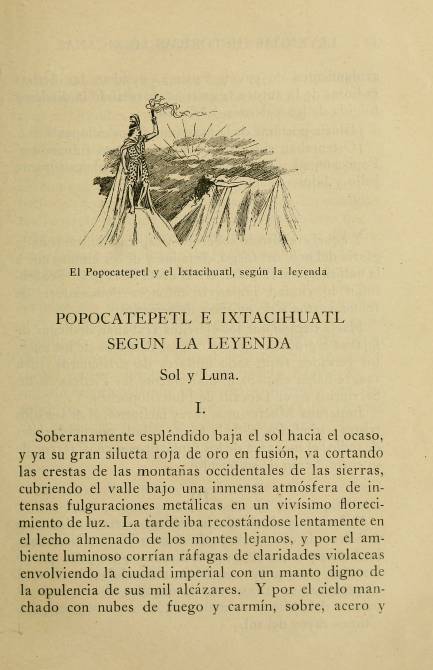 El Popocatepetl y el Ixtacihuatl, según la leyenda
POPOCATEPETL E IXTACIHUATL
SEGUN LA LEYENDA
Sol y Luna.
I.
Soberanamente espléndido baja el sol hacia el ocaso,
y ya su gran silueta roja de oro en fusión, va cortando
las crestas de las montañas occidentales de las sierras,
cubriendo el valle bajo una inmensa atmósfera de in-
tensas fulguraciones metálicas en un vivísimo floreci-
miento de luz. La tarde iba recostándose lentamente en
el lecho almenado de los montes lejanos, y por el am-
biente luminoso corrían ráfagas de claridades violaceas
envolviendo la ciudad imperial con un manto digno de
la opulencia de sus mil alcázares. Y por el cielo man-
chado con nubes de fuego y carmín, sobre, acero y